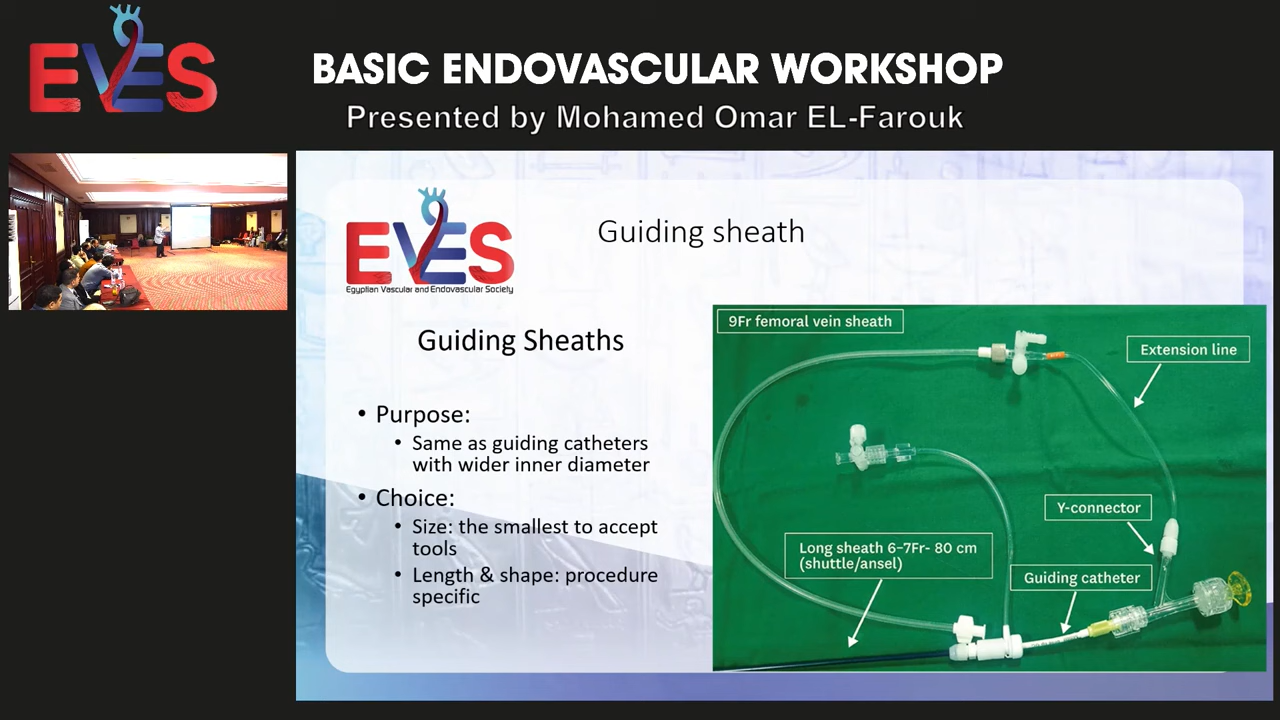 EVES
BASIC ENDOVASCULAR WORKSHOP
Presented by Mohamed Omar EL-Farouk
EVES
Egyptian Vascular and Endovascular Society
Guiding sheath
Guiding Sheaths
• Purpose:
• Same as guiding catheters
with wider inner diameter
• Choice:
• Size: the smallest to accept
tools
• Length & shape: procedure
specific
9Fr femoral vein sheath
Extension line
Y-connector
Long sheath 6-7Fr- 80 cm
(shuttle/ansel)
Guiding catheter